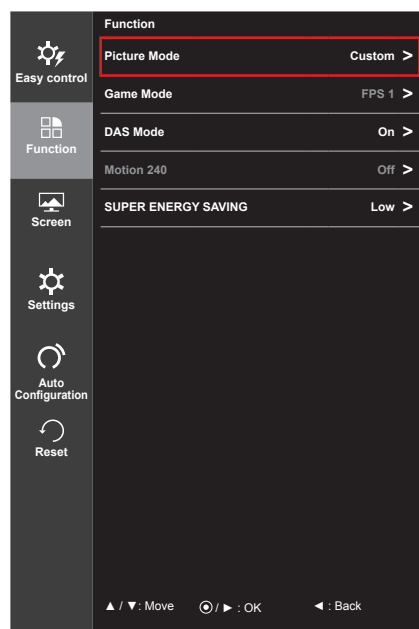 Easy control
Function
Screen
Settings
Auto
Configuration
Reset
Function
Picture Mode Custom >
Game Mode FPS 1 >
DAS Mode On >
Motion 240 Off >
SUPER ENERGY SAVING Low >
▲ / ▼: Move ⦿/ ► : OK ◄ : Back